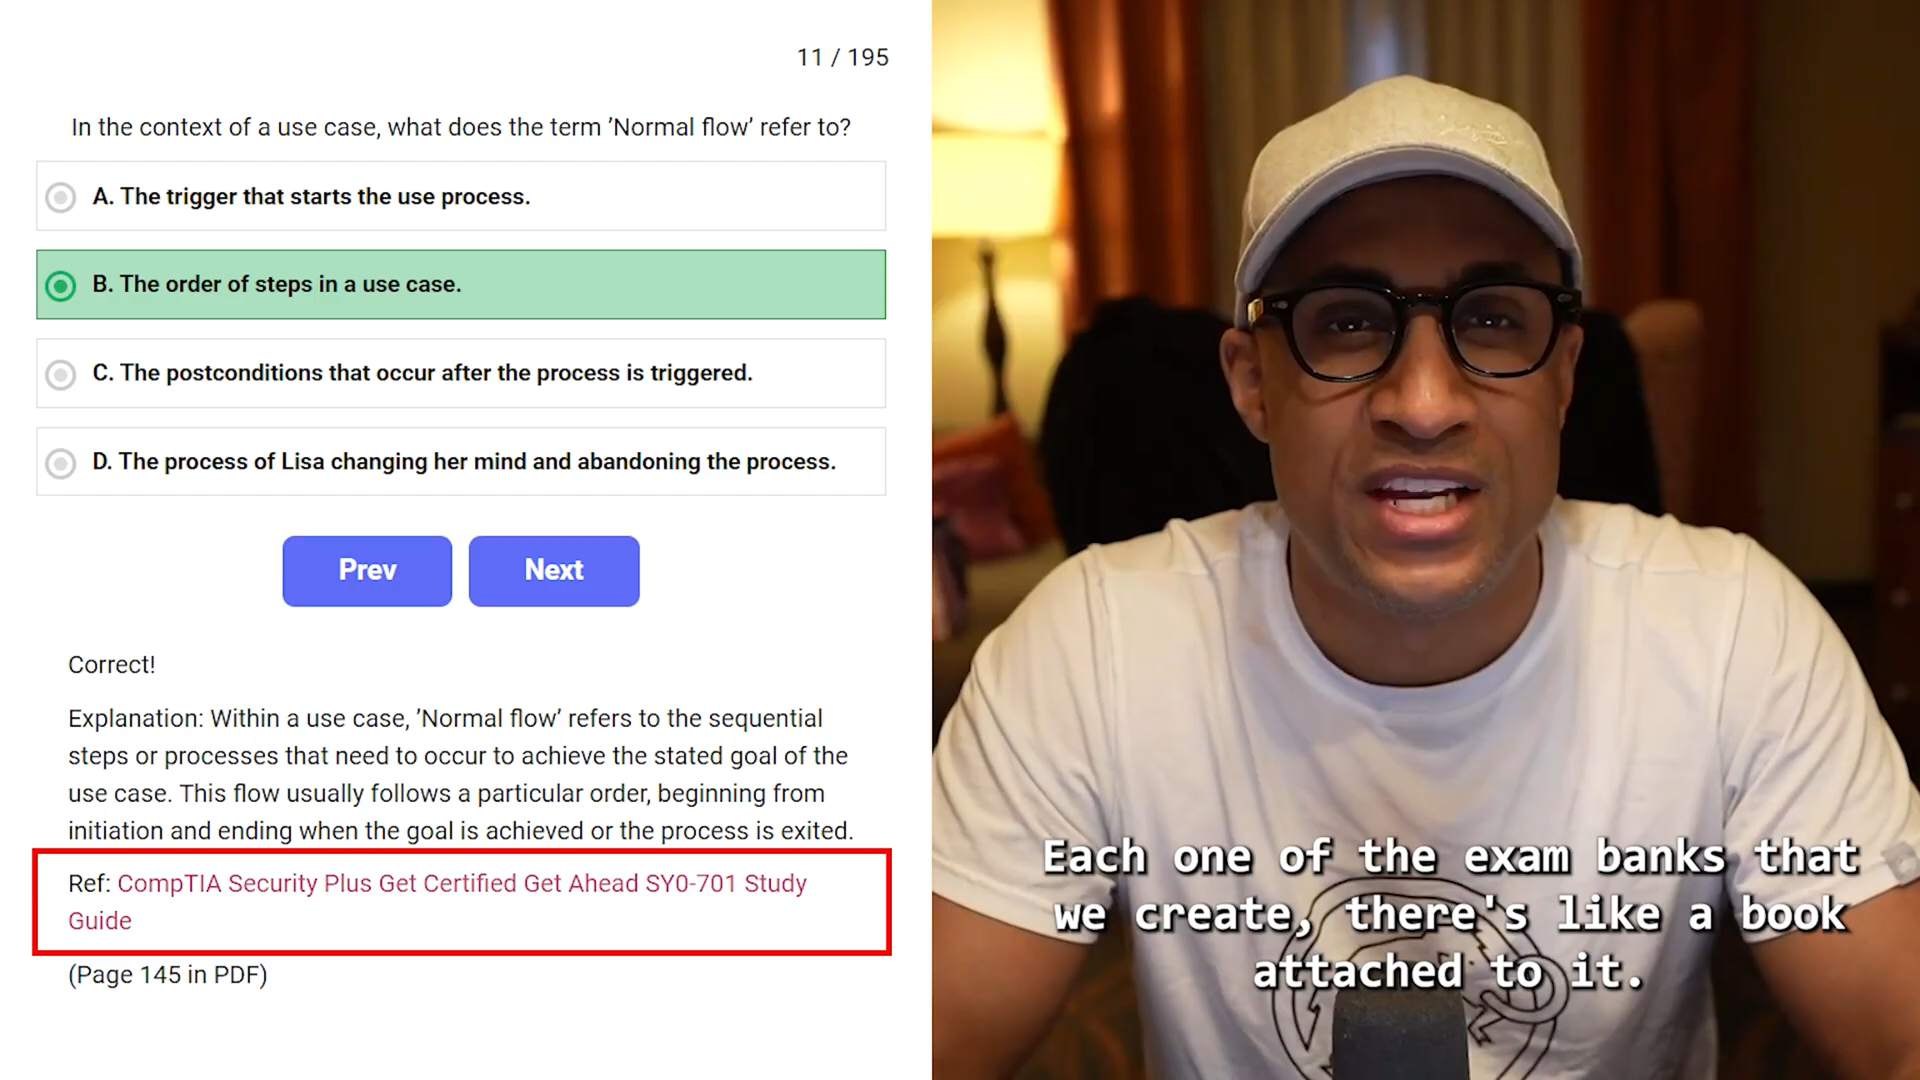 11 / 195
In the context of a use case, what does the term ’Normal flow’ refer to?
A. The trigger that starts the use process.
B. The order of steps in a use case.
C. The postconditions that occur after the process is triggered.
D. The process of Lisa changing her mind and abandoning the process.
Prev
Next
Correct!
Explanation: Within a use case, ’Normal flow’ refers to the sequential
steps or processes that need to occur to achieve the stated goal of the
use case. This flow usually follows a particular order, beginning from
initiation and ending when the goal is achieved or the process is exited.
Ref: CompTIA Security Plus Get Certified Get Ahead SY0-701 Study
Guide
(Page 145 in PDF)
Each one of the exam banks that
we create, there's like a book
attached to it.